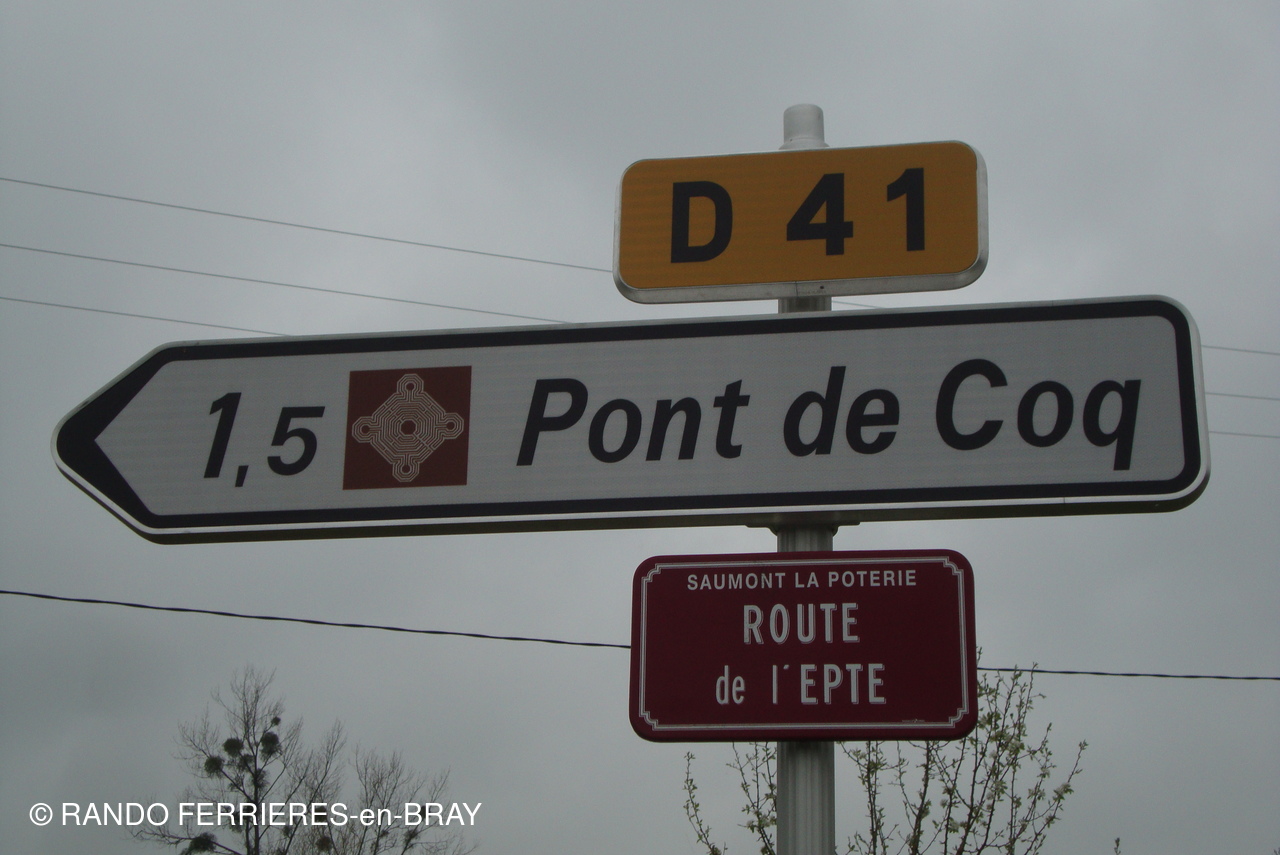 D 41
1,5 Pont de Coq
SAUMONT LA POTERIE
ROUTE
de l'EPTE
© RANDO FERRIERES-en-BRAY